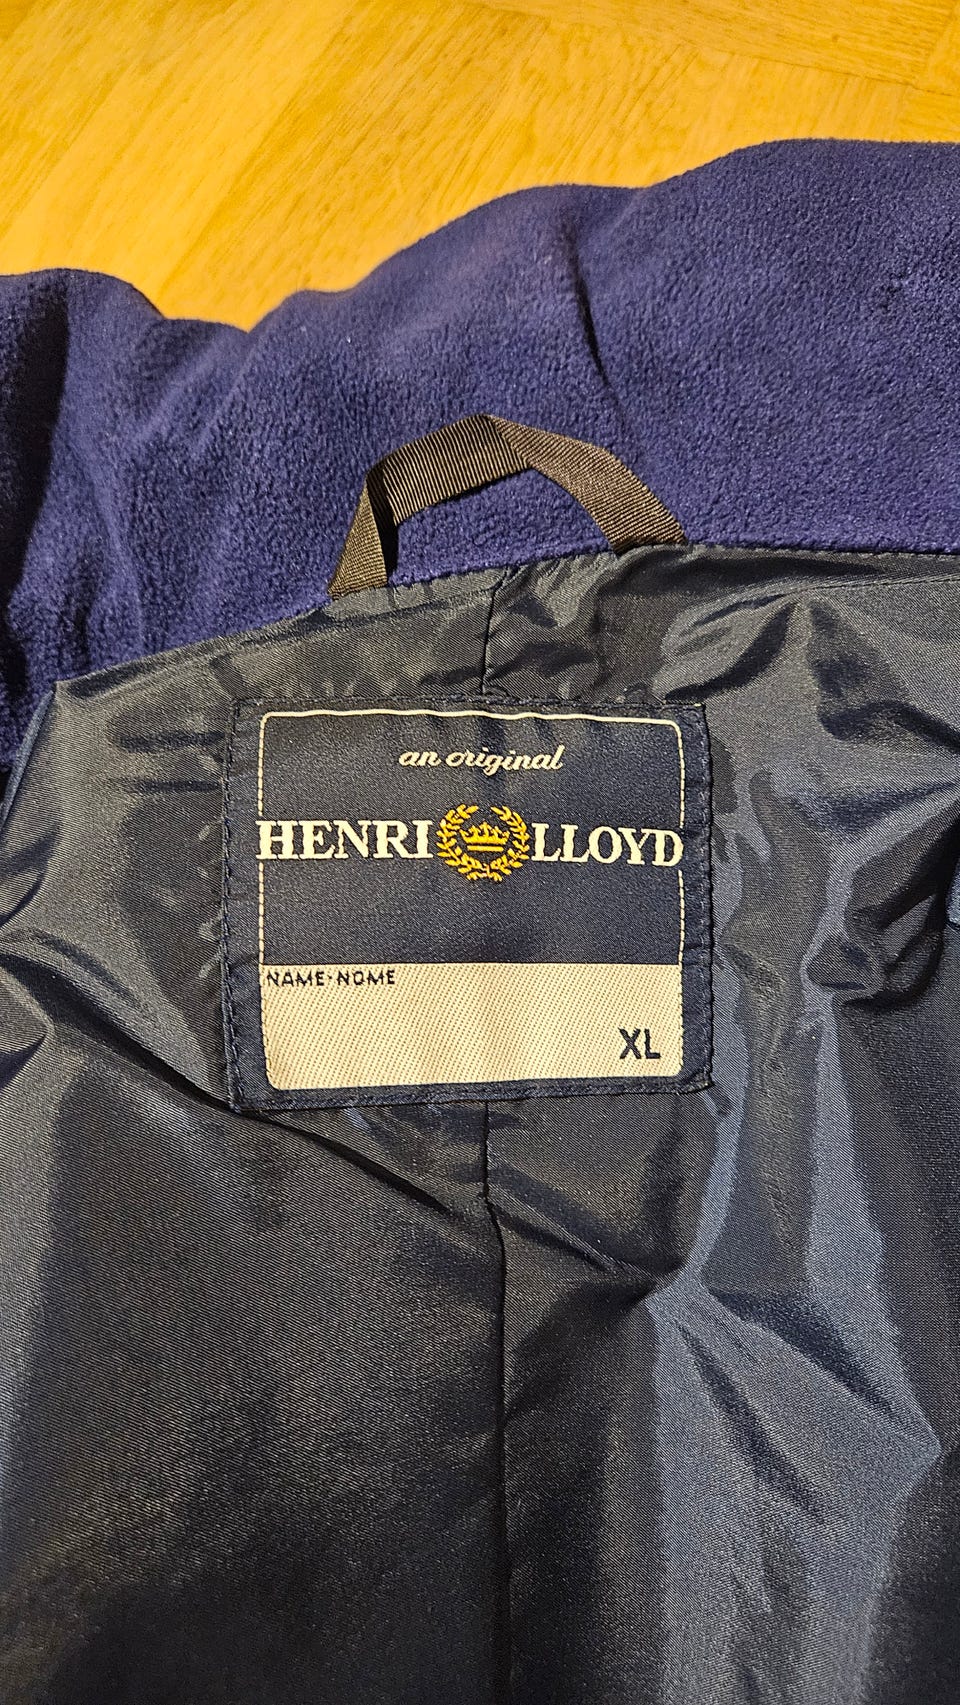 an original
HENRI LLOYD
NAME-NOME
XL